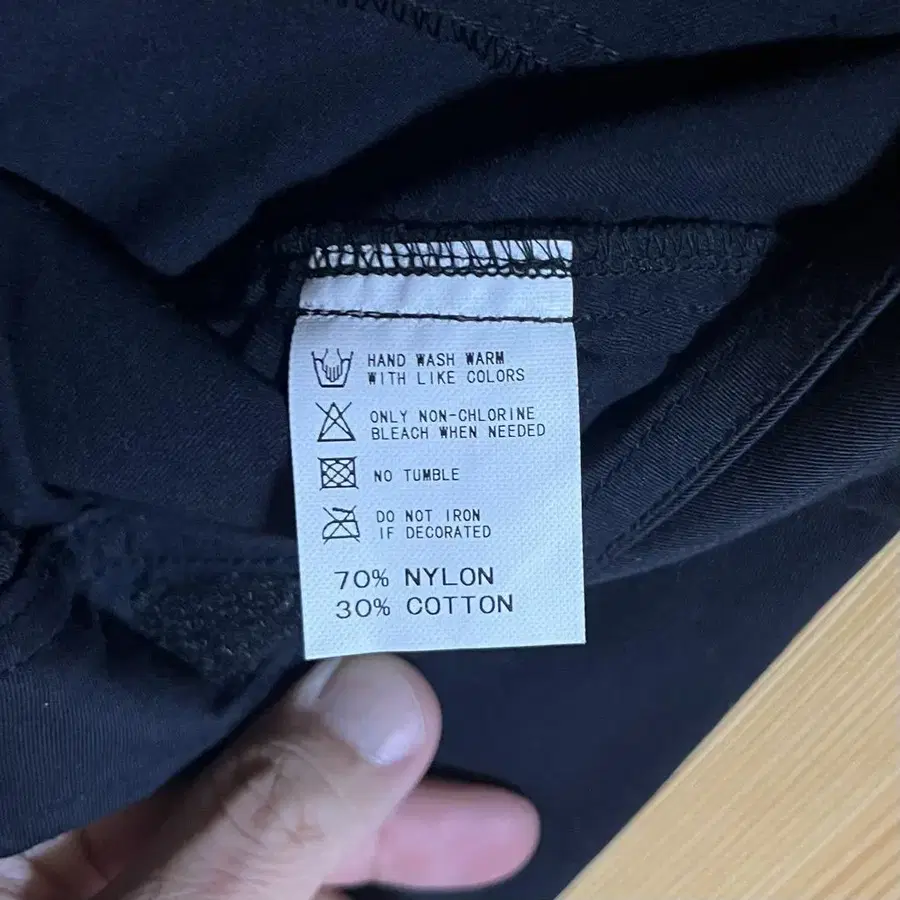 HAND WASH WARM
WITH LIKE COLORS
ONLY NON-CHLORINE
BLEACH WHEN NEEDED
NO TUMBLE
DO NOT IRON
IF DECORATED
70% NYLON
30% COTTON